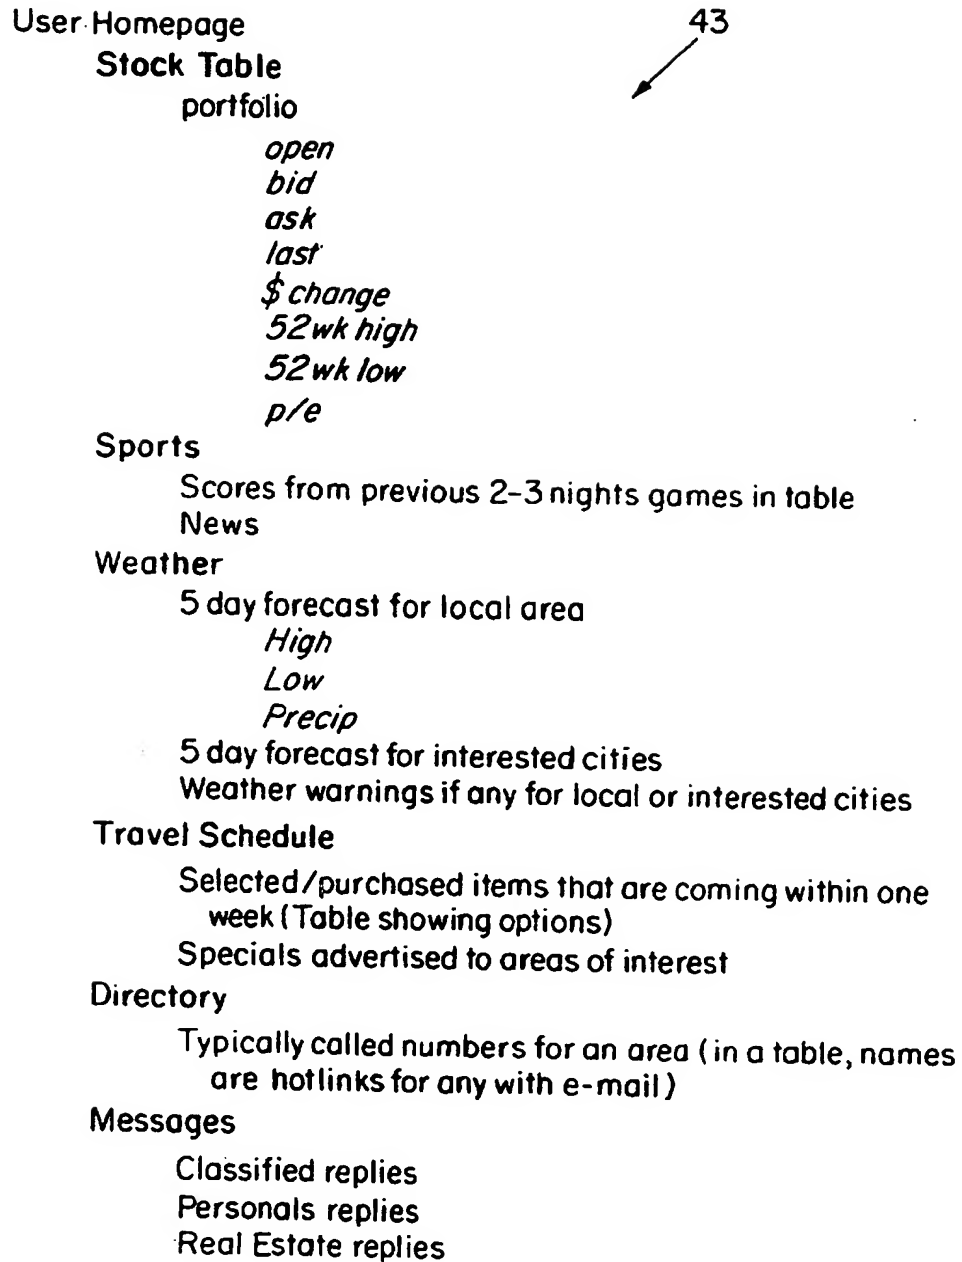 User Homepage
43
Stock Table
portfolio
open
bid
ask
last
$ change
52wk high
52wk low
p/e
Sports
Scores from previous 2-3 nights games in table
News
Weather
5 day forecast for local area
High
Low
Precip
5 day forecast for interested cities
Weather warnings if any for local or interested cities
Travel Schedule
Selected/purchased items that are coming within one
week (Table showing options)
Specials advertised to areas of interest
Directory
Typically called numbers for an area (in a table, names
are hotlinks for any with e-mail)
Messages
Classified replies
Personals replies
Real Estate replies